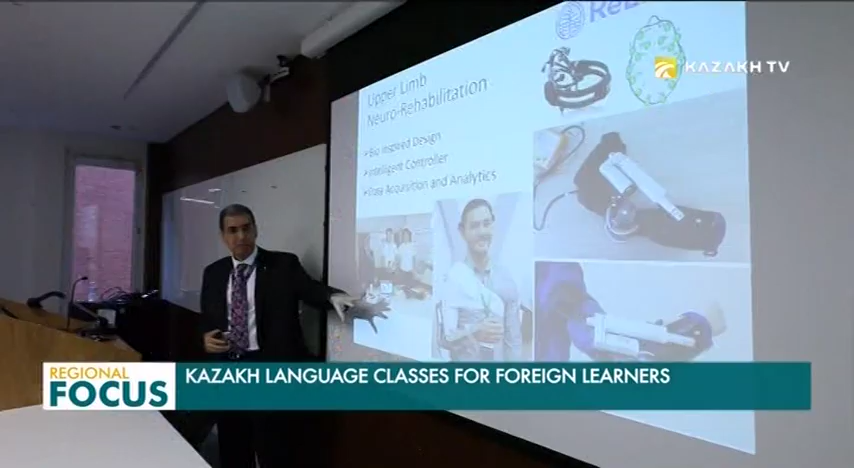 KAZAKH TV
Upper Limb
Neuro-Rehabilitation
Bio Inspired Design
Intelligent Controller
Data Acquisition and Analytics
REGIONAL
FOCUS
KAZAKH LANGUAGE CLASSES FOR FOREIGN LEARNERS